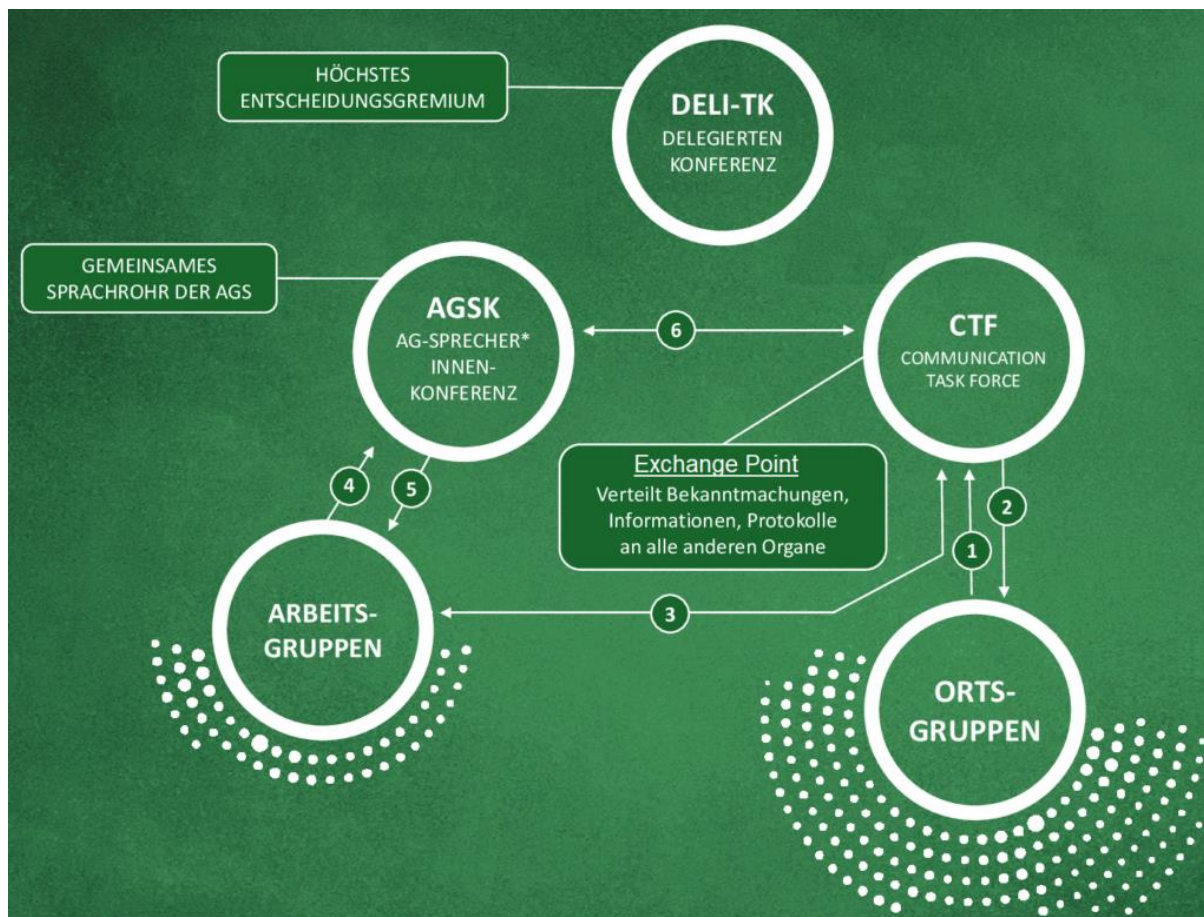 HÖCHSTES
ENTSCHEIDUNGSGREMIUM
DELI-TK
DELEGIERTEN
KONFERENZ
GEMEINSAMES
SPRACHROHR DER AGS
AGSK
AG-SPRECHER*
INNEN-
KONFERENZ
6
CTF
COMMUNICATION
TASK FORCE
Exchange Point
Verteilt Bekanntmachungen,
Informationen, Protokolle
an alle anderen Organe
4
5
2
1
3
ARBEITS-
GRUPPEN
ORTS-
GRUPPEN